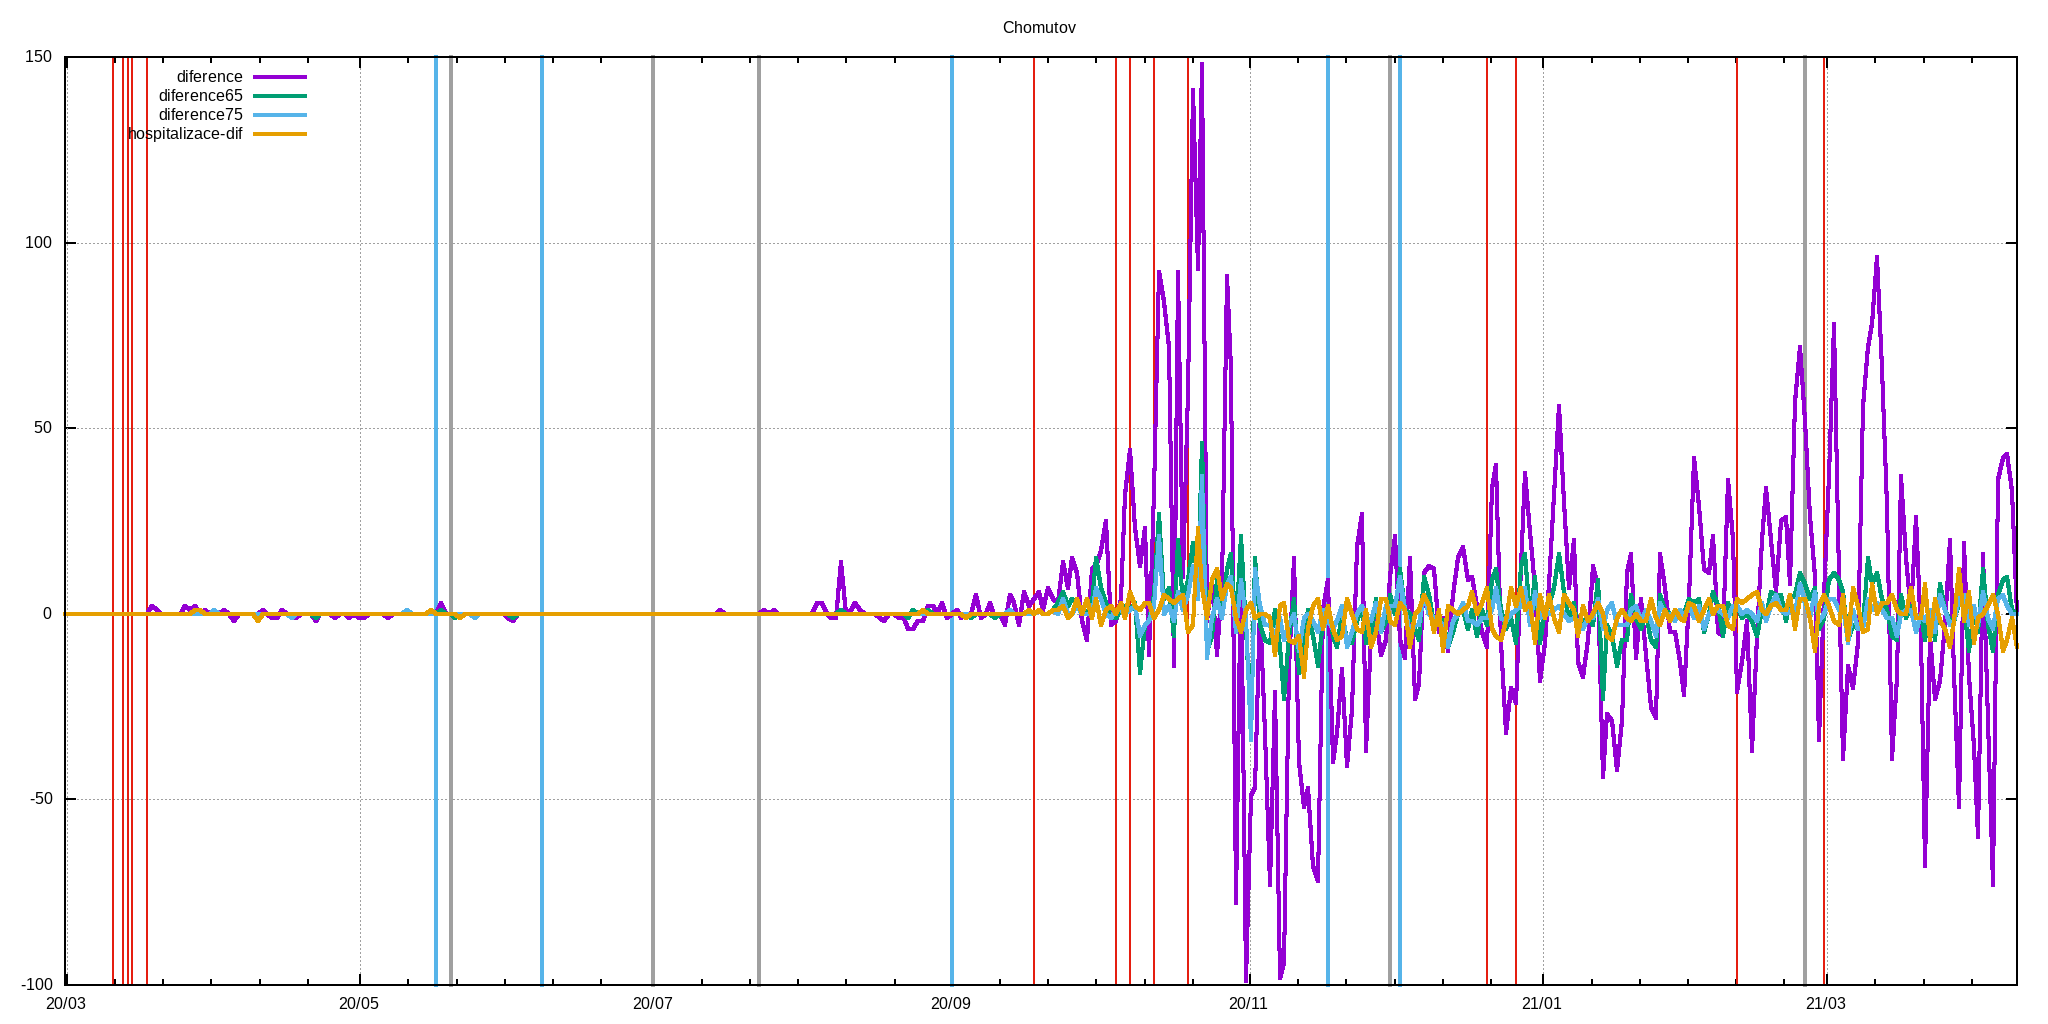 Chomutov
150
100
50
0
-50
-100
diference
diference65
diference75
hospitalizace-dif
20/03 20/05 20/07 20/09 20/11 21/01 21/03